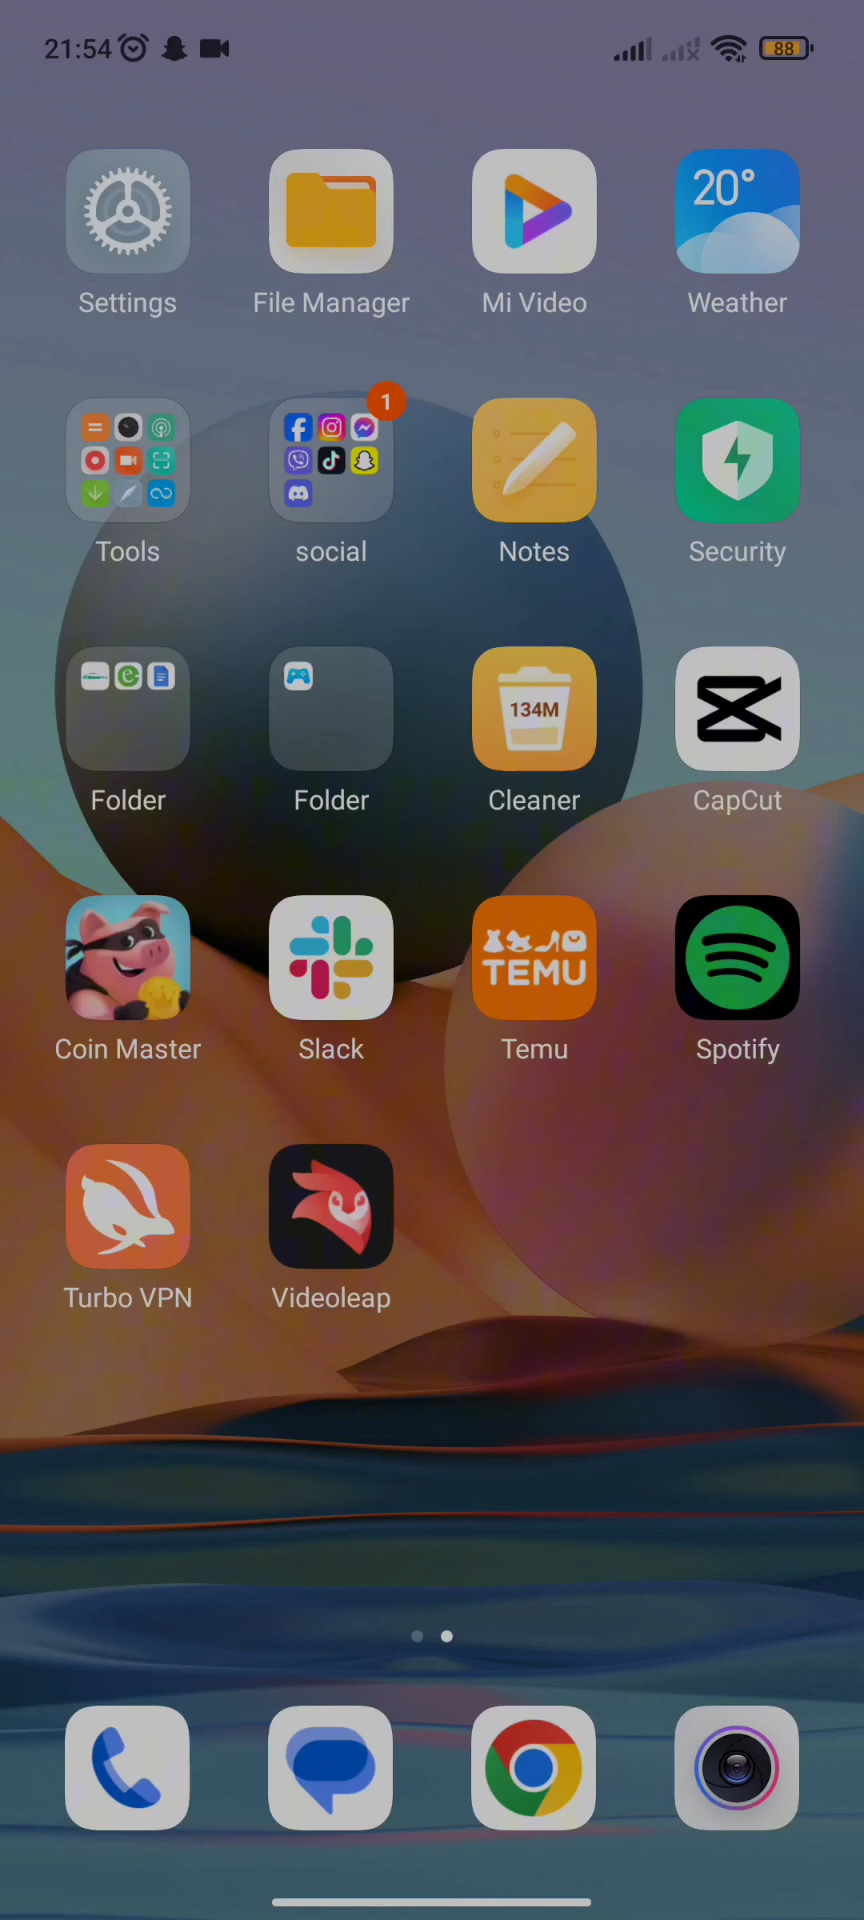 21:54
88
20°
Settings
File Manager
Mi Video
Weather
1
Tools
social
Notes
Security
134M
Folder
Folder
Cleaner
CapCut
TEMU
Coin Master
Slack
Temu
Spotify
Turbo VPN
Videoleap